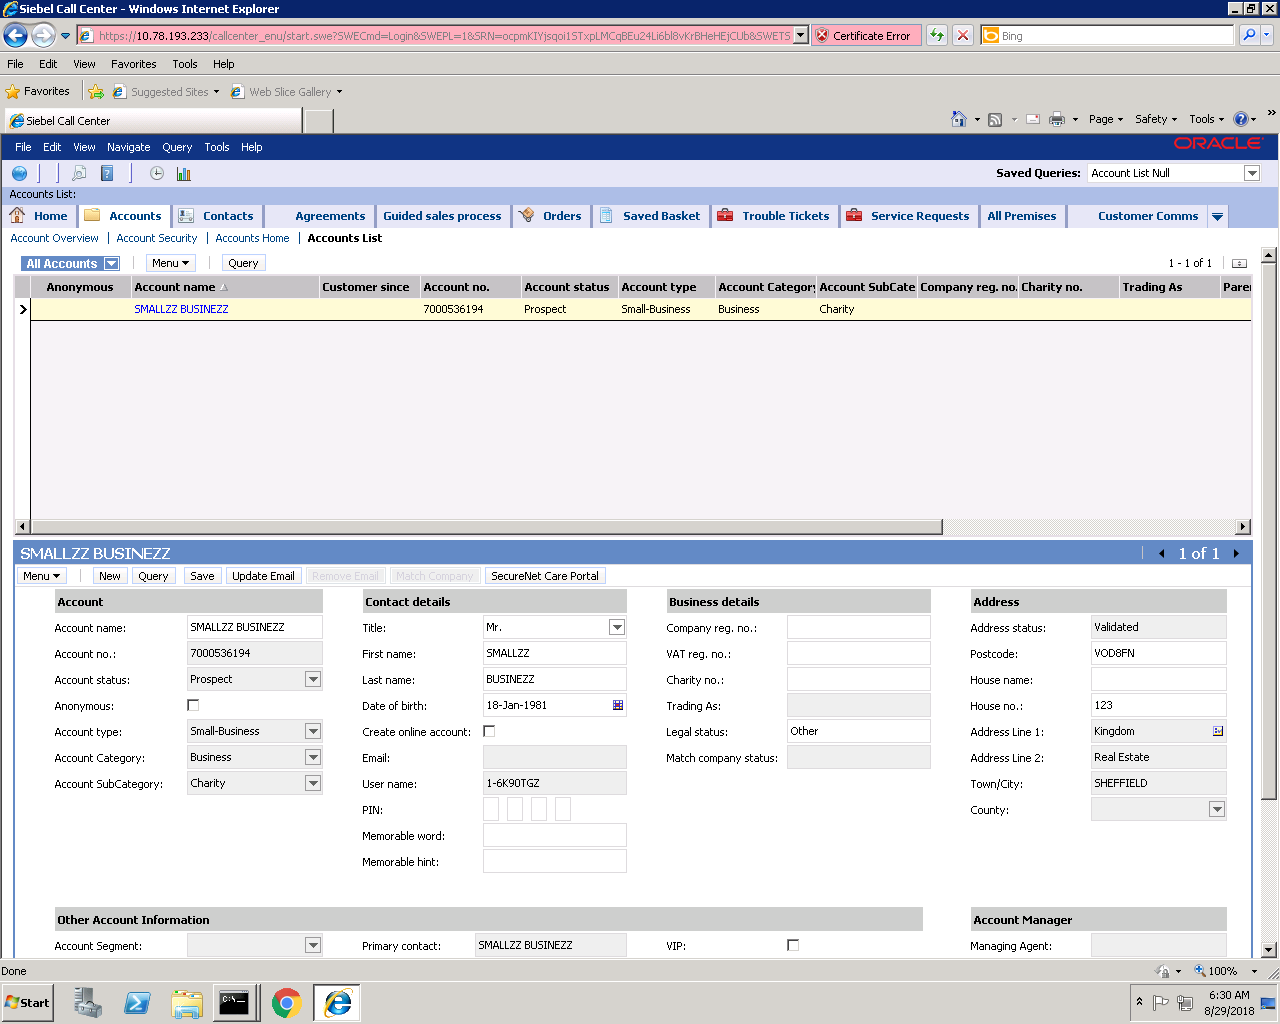 Siebel Call Center - Windows Internet Explorer
https://10.78.193.233/callcenter_enu/start.swe?SWECmd=Login&SWEPL=1&SRN=ocpmKIYjsqoi1STxpLMCqBEu24Li6bl8vKrBHeHEjCUb&SWETS Certificate Error Bing
File Edit View Favorites Tools Help
Favorites Suggested Sites Web Slice Gallery
Siebel Call Center Page Safety Tools
File Edit View Navigate Query Tools Help ORACLE
Saved Queries: Account List Null
Accounts List:
Home Accounts Contacts Agreements Guided sales process Orders Saved Basket Trouble Tickets Service Requests All Premises Customer Comms
Account Overview Account Security Accounts Home Accounts List
All Accounts Menu Query 1 - 1 of 1
Anonymous Account name Customer since Account no. Account status Account type Account Category Account SubCate Company reg. no. Charity no. Trading As Parer
SMALLZZ BUSINEZZ 7000536194 Prospect Small-Business Business Charity
SMALLZZ BUSINEZZ 1 of 1
Menu New Query Save Update Email Remove Email Match Company SecureNet Care Portal
Account Contact details Business details Address
Account name: SMALLZZ BUSINEZZ Title: Mr. Company reg. no.: Address status: Validated
Account no.: 7000536194 First name: SMALLZZ VAT reg. no.: Postcode: VOD8FN
Account status: Prospect Last name: BUSINEZZ Charity no.: House name:
Anonymous: Date of birth: 18-Jan-1981 Trading As: House no.: 123
Account type: Small-Business Create online account: Legal status: Other Address Line 1: Kingdom
Account Category: Business Email: Match company status: Address Line 2: Real Estate
Account SubCategory: Charity User name: 1-6K90TGZ Town/City: SHEFFIELD
PIN: County:
Memorable word:
Memorable hint:
Other Account Information Account Manager
Account Segment: Primary contact: SMALLZZ BUSINEZZ VIP: Managing Agent:
Done 100%
Start C:\ 6:30 AM
8/29/2018